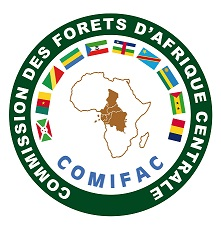 COMMISSION DES FORETS D'AFRIQUE CENTRALE
COMIFAC